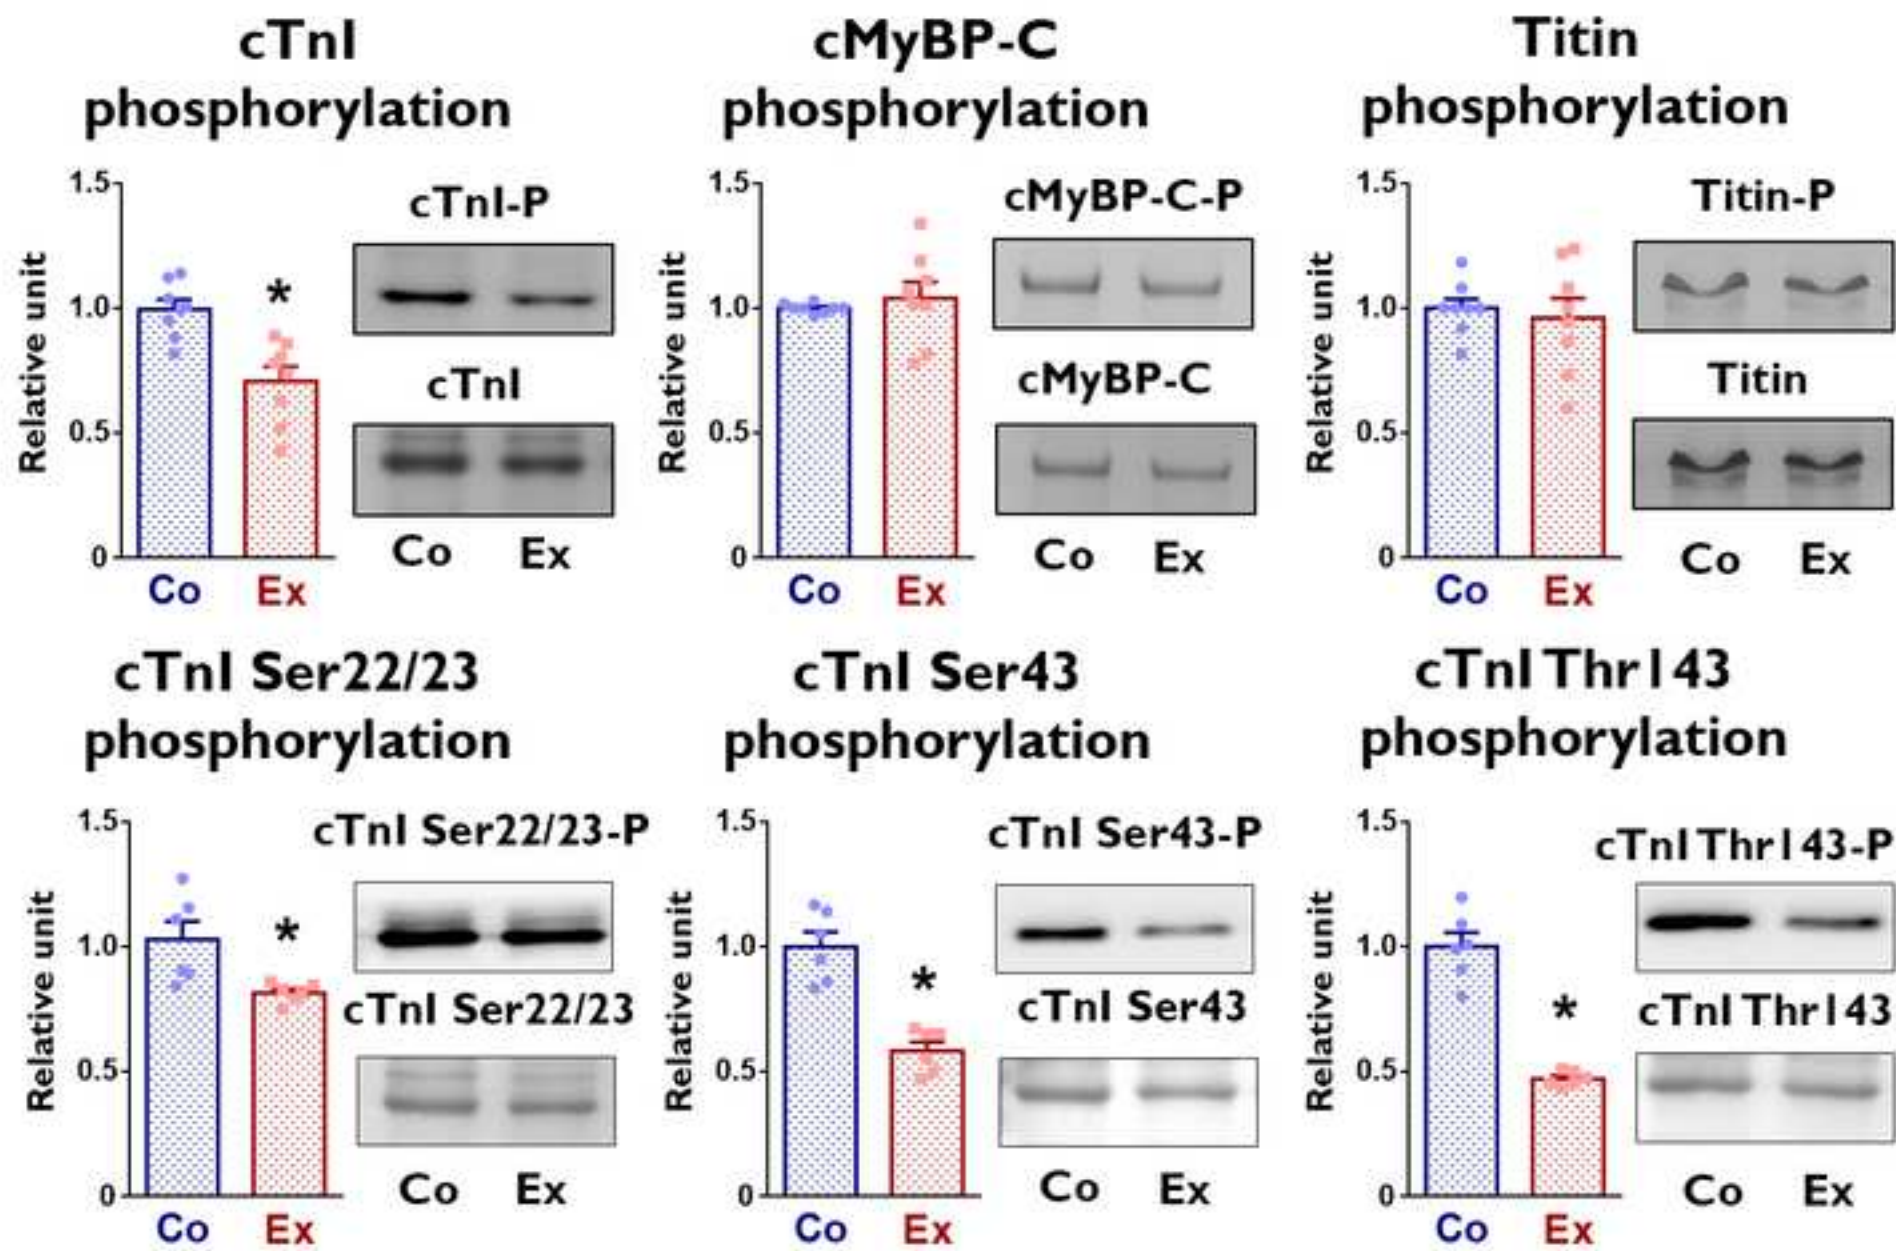 cTnI
phosphorylation
1.5
1.0
0.5
0
Relative unit
*
Co
Ex
cTnI-P
cTnI
Co
Ex
cMyBP-C
phosphorylation
1.5
1.0
0.5
0
Relative unit
Co
Ex
cMyBP-C-P
cMyBP-C
Co
Ex
Titin
phosphorylation
1.5
1.0
0.5
0
Relative unit
Co
Ex
Titin-P
Titin
Co
Ex
cTnI Ser22/23
phosphorylation
1.5
1.0
0.5
0
Relative unit
*
Co
Ex
cTnI Ser22/23-P
cTnI Ser22/23
Co
Ex
cTnI Ser43
phosphorylation
1.5
1.0
0.5
0
Relative unit
*
Co
Ex
cTnI Ser43-P
cTnI Ser43
Co
Ex
cTnI Thr143
phosphorylation
1.5
1.0
0.5
0
Relative unit
*
Co
Ex
cTnI Thr143-P
cTnI Thr143
Co
Ex